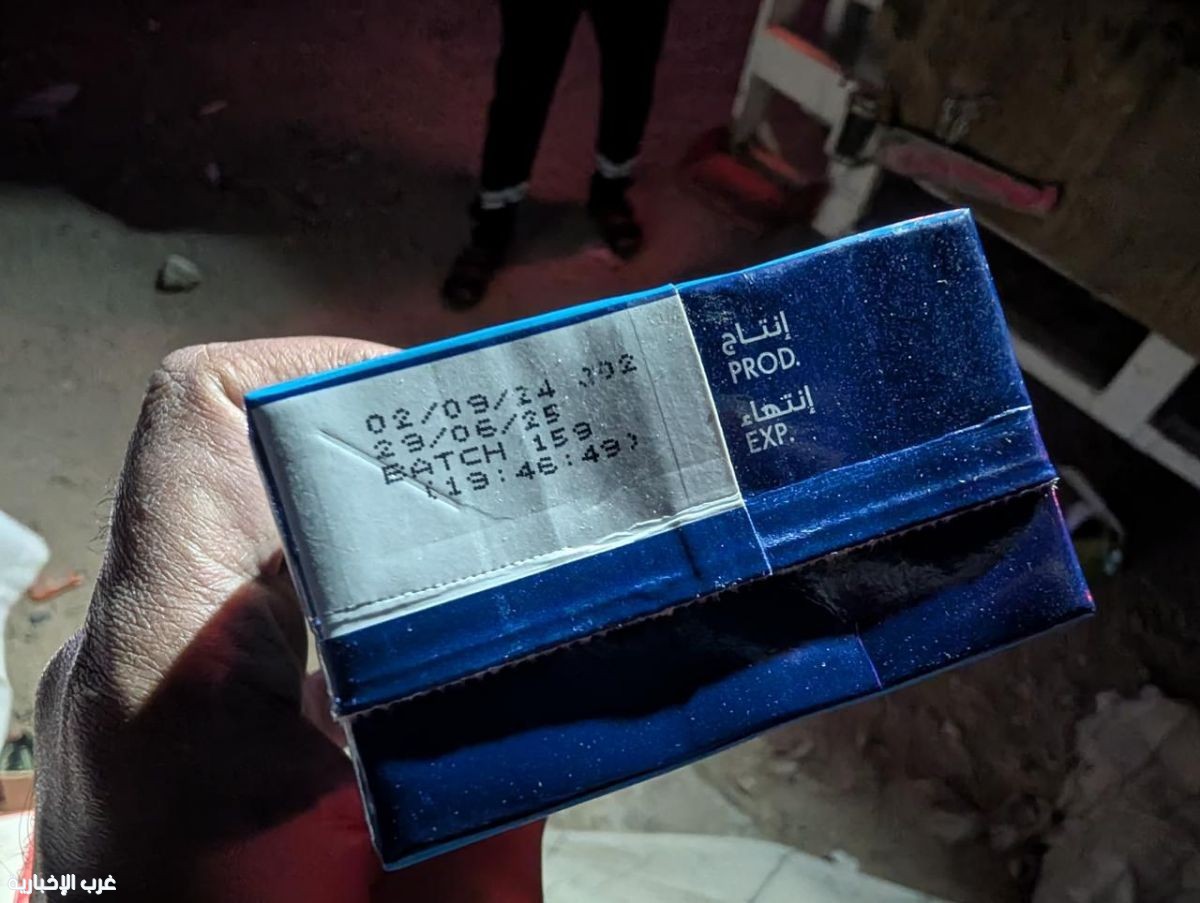 02/09/24 J02
29/06/25
BATCH 159
(19:46:49)
إنتاج
PROD.
إنتهاء
EXP.
غرب الإخبارية